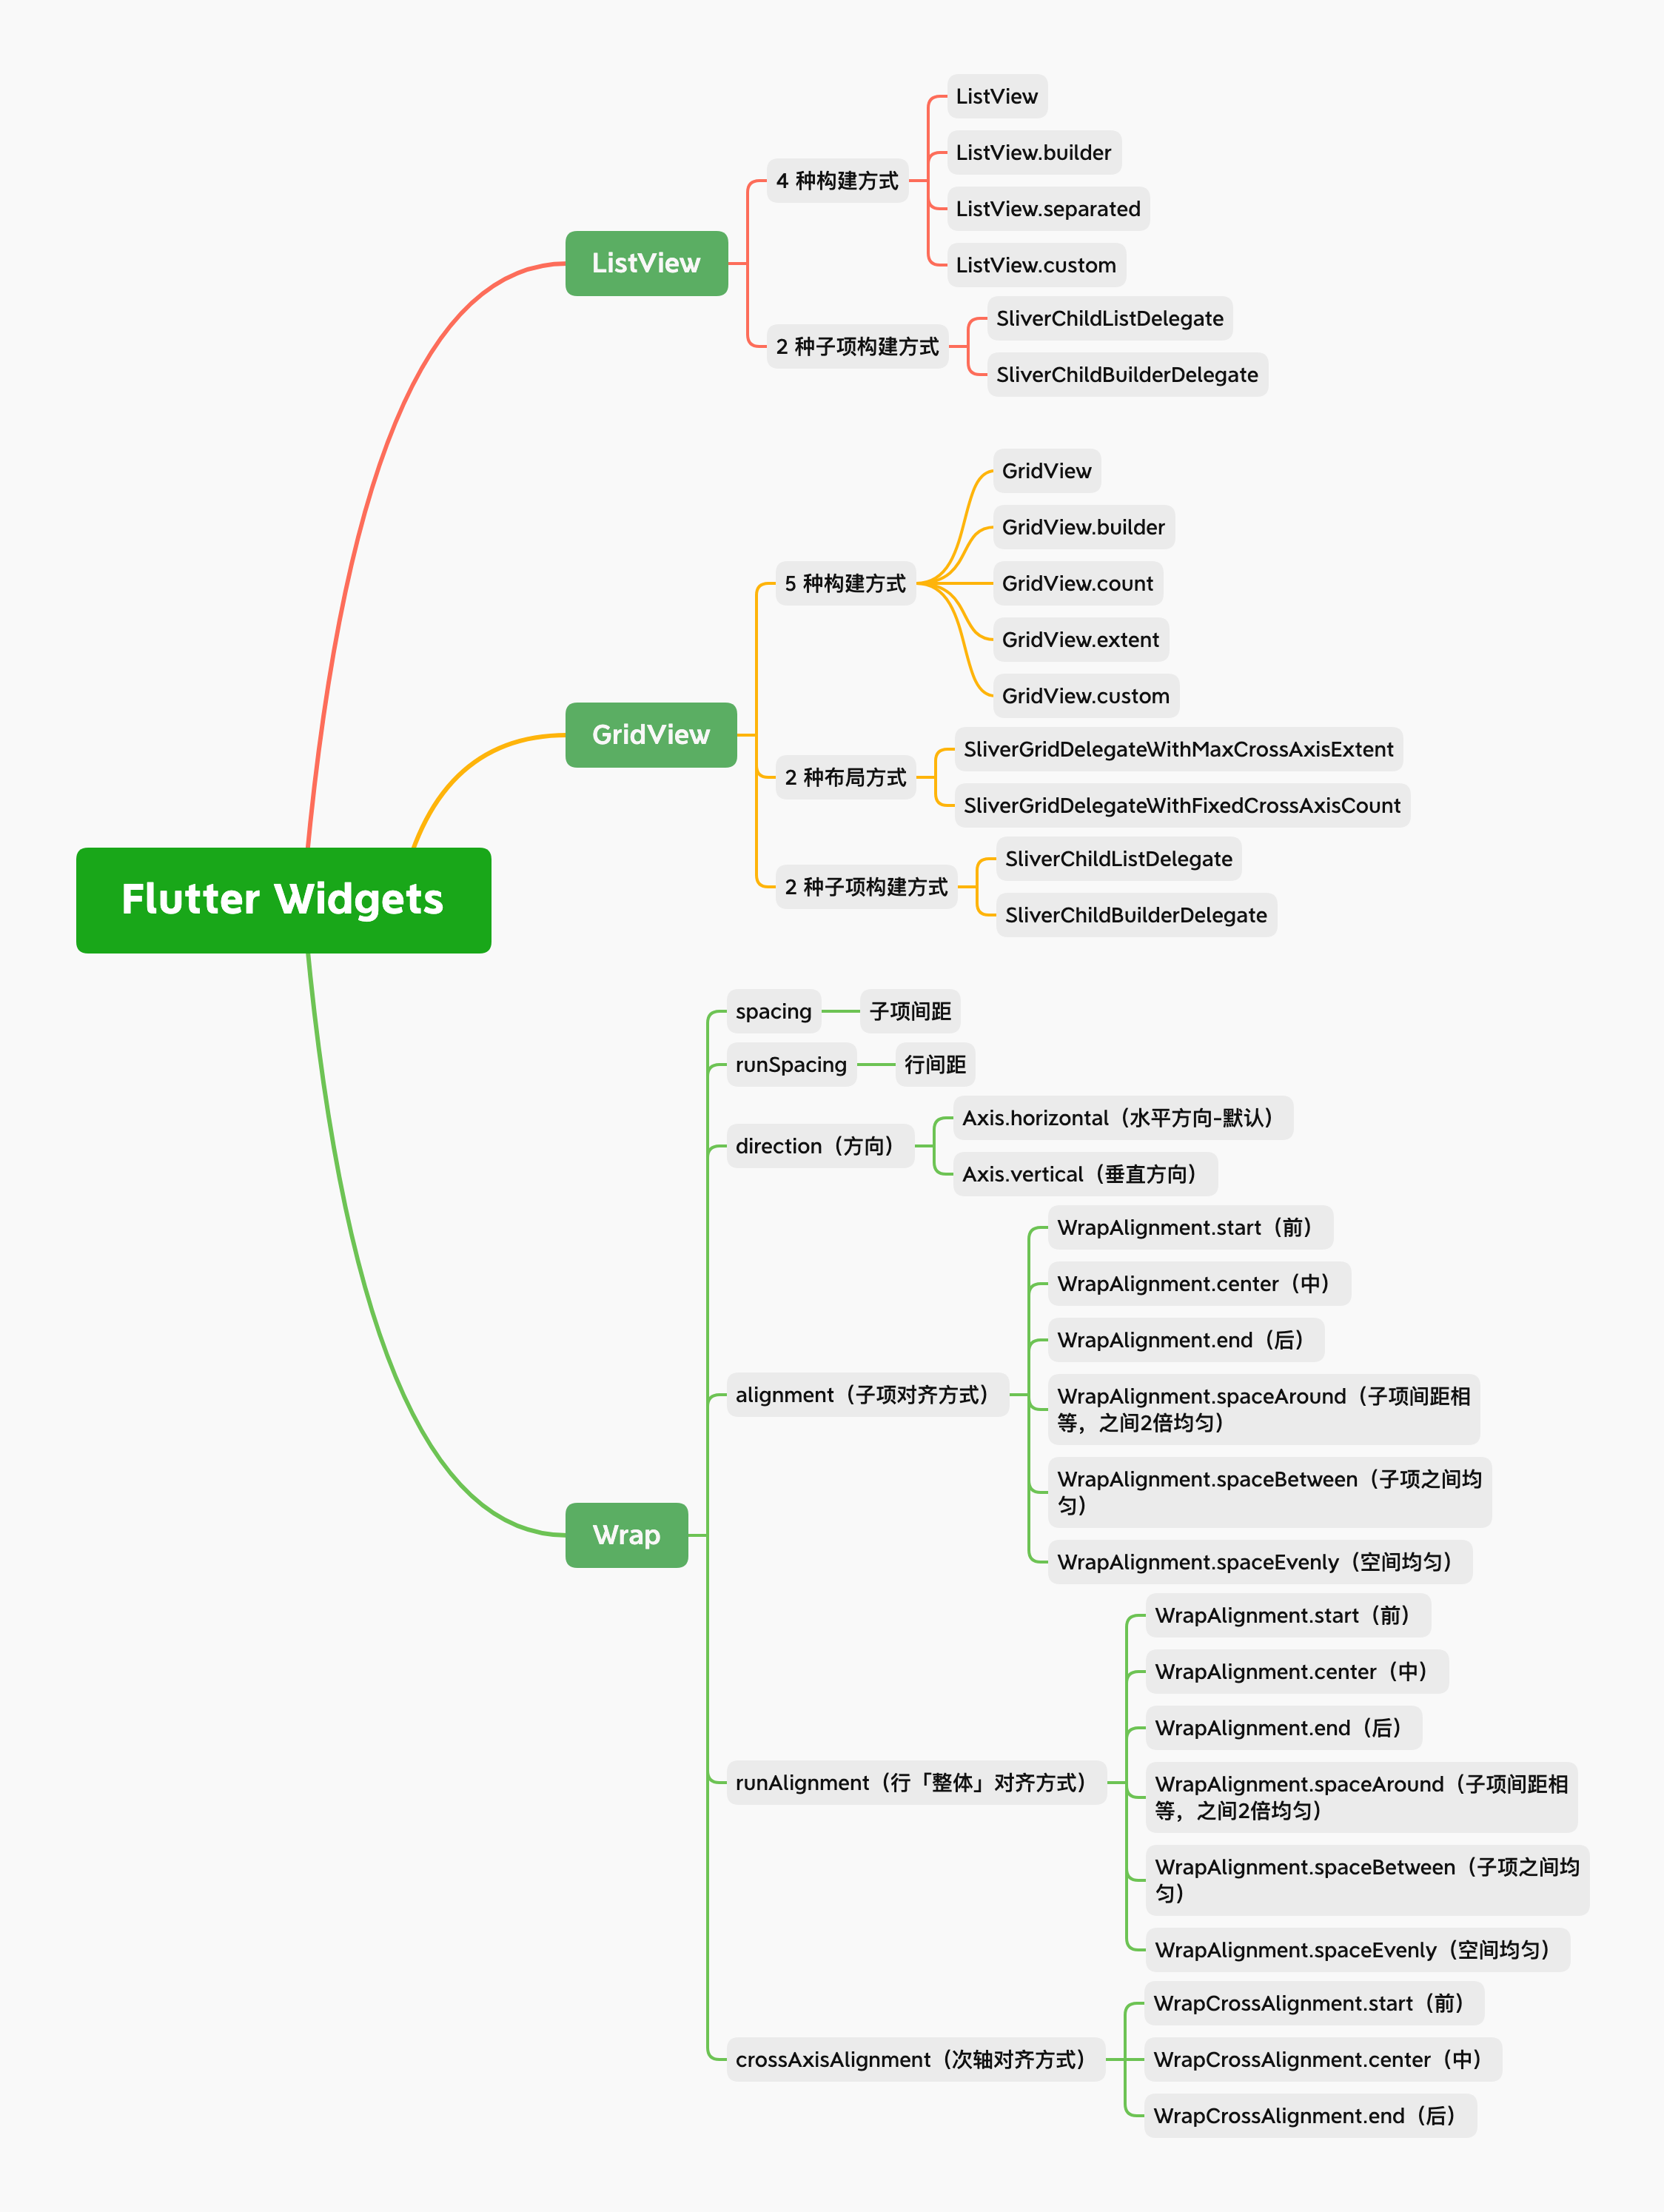 Flutter Widgets
ListView
4 种构建方式
ListView
ListView.builder
ListView.separated
ListView.custom
2 种子项构建方式
SliverChildListDelegate
SliverChildBuilderDelegate
GridView
5 种构建方式
GridView
GridView.builder
GridView.count
GridView.extent
GridView.custom
2 种布局方式
SliverGridDelegateWithMaxCrossAxisExtent
SliverGridDelegateWithFixedCrossAxisCount
2 种子项构建方式
SliverChildListDelegate
SliverChildBuilderDelegate
Wrap
spacing
子项间距
runSpacing
行间距
direction（方向）
Axis.horizontal（水平方向-默认）
Axis.vertical（垂直方向）
alignment（子项对齐方式）
WrapAlignment.start（前）
WrapAlignment.center（中）
WrapAlignment.end（后）
WrapAlignment.spaceAround（子项间距相
等，之间2倍均匀）
WrapAlignment.spaceBetween（子项之间均
匀）
WrapAlignment.spaceEvenly（空间均匀）
runAlignment（行「整体」对齐方式）
WrapAlignment.start（前）
WrapAlignment.center（中）
WrapAlignment.end（后）
WrapAlignment.spaceAround（子项间距相
等，之间2倍均匀）
WrapAlignment.spaceBetween（子项之间均
匀）
WrapAlignment.spaceEvenly（空间均匀）
crossAxisAlignment（次轴对齐方式）
WrapCrossAlignment.start（前）
WrapCrossAlignment.center（中）
WrapCrossAlignment.end（后）